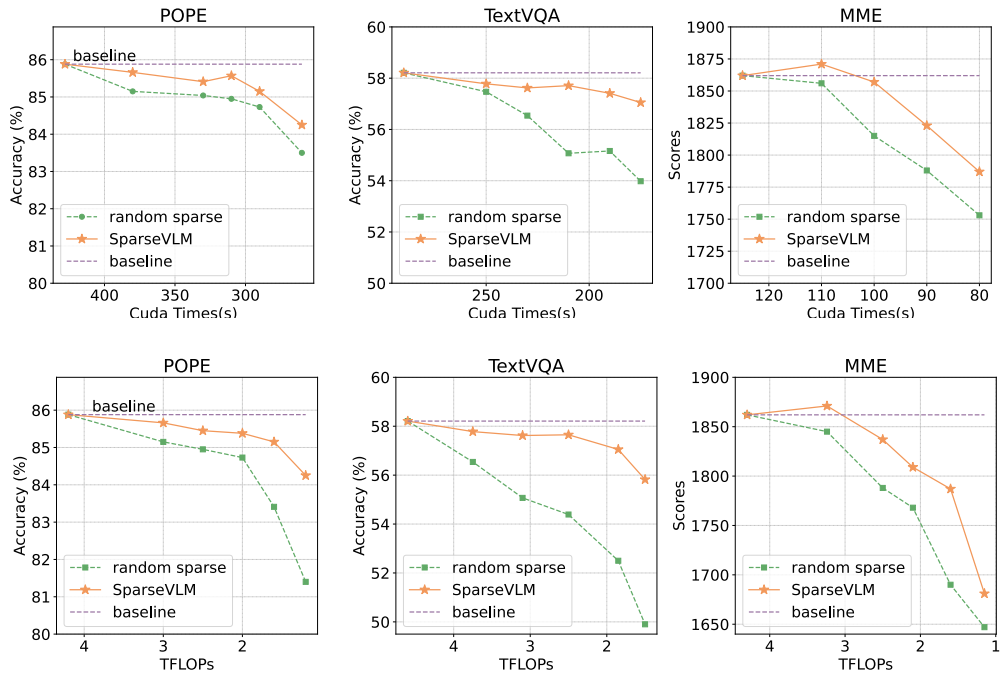 POPE
Accuracy (%)
86
85
84
83
82
81
80
baseline
random sparse
SparseVLM
baseline
400
350
300
Cuda Times(s)
TextVQA
Accuracy (%)
60
58
56
54
52
50
random sparse
SparseVLM
baseline
250
200
Cuda Times(s)
MME
Scores
1900
1875
1850
1825
1800
1775
1750
1725
1700
random sparse
SparseVLM
baseline
120
110
100
90
80
Cuda Times(s)
POPE
Accuracy (%)
86
85
84
83
82
81
80
baseline
random sparse
SparseVLM
baseline
4
3
2
TFLOPs
TextVQA
Accuracy (%)
60
58
56
54
52
50
random sparse
SparseVLM
baseline
4
3
2
TFLOPs
MME
Scores
1900
1850
1800
1750
1700
1650
random sparse
SparseVLM
baseline
4
3
2
1
TFLOPs